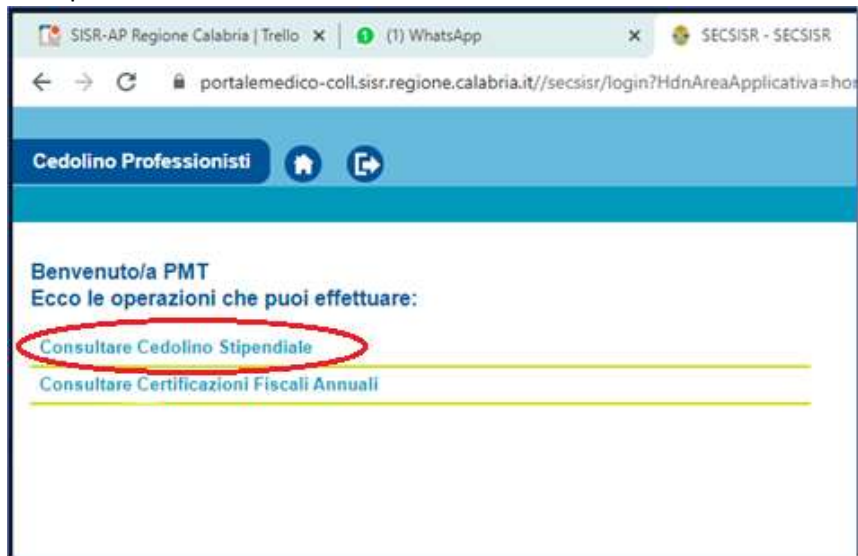 SISR-AP Regione Calabria | Trello
(1) WhatsApp
SECSISR - SECSISR
portalemedico-coll.sisr.regione.calabria.it//secsisr/login?HdnAreaApplicativa=hor
Cedolino Professionisti
Benvenuto/a PMT
Ecco le operazioni che puoi effettuare:
Consultare Cedolino Stipendiale
Consultare Certificazioni Fiscali Annuali